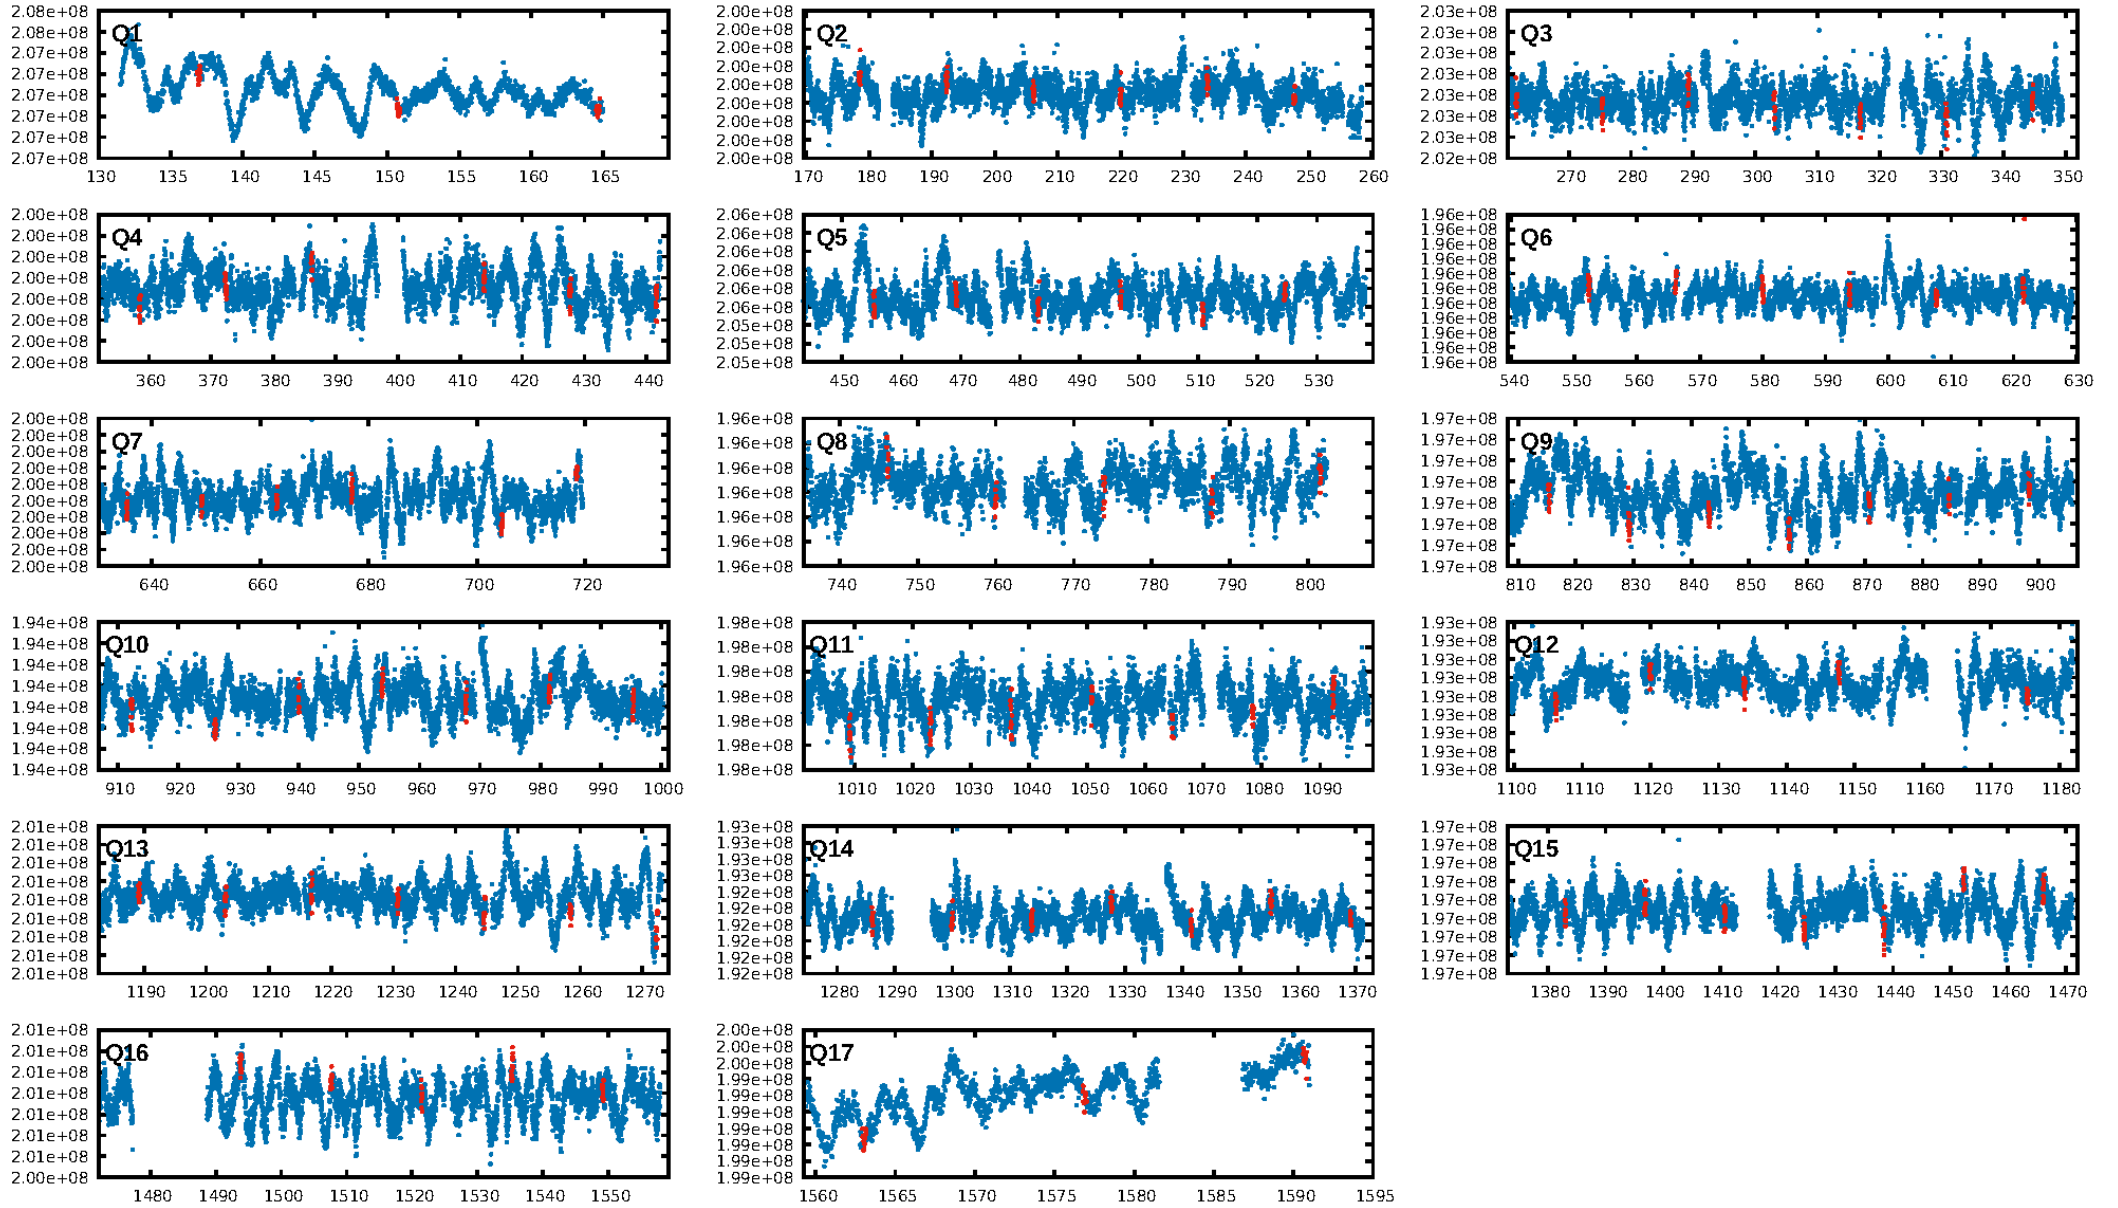 2.08e+08
2.08e+08
2.07e+08
2.07e+08
2.07e+08
2.07e+08
2.07e+08
2.07e+08
Q1
130 135 140 145 150 155 160 165
2.00e+08
2.00e+08
2.00e+08
2.00e+08
2.00e+08
2.00e+08
2.00e+08
2.00e+08
2.00e+08
Q2
170 180 190 200 210 220 230 240 250 260
2.03e+08
2.03e+08
2.03e+08
2.03e+08
2.03e+08
2.03e+08
2.03e+08
2.02e+08
Q3
270 280 290 300 310 320 330 340 350
2.00e+08
2.00e+08
2.00e+08
2.00e+08
2.00e+08
2.00e+08
2.00e+08
2.00e+08
Q4
360 370 380 390 400 410 420 430 440
2.06e+08
2.06e+08
2.06e+08
2.06e+08
2.06e+08
2.06e+08
2.05e+08
2.05e+08
2.05e+08
Q5
450 460 470 480 490 500 510 520 530
1.96e+08
1.96e+08
1.96e+08
1.96e+08
1.96e+08
1.96e+08
1.96e+08
1.96e+08
1.96e+08
1.96e+08
1.96e+08
Q6
540 550 560 570 580 590 600 610 620 630
2.00e+08
2.00e+08
2.00e+08
2.00e+08
2.00e+08
2.00e+08
2.00e+08
2.00e+08
2.00e+08
2.00e+08
Q7
640 660 680 700 720
1.96e+08
1.96e+08
1.96e+08
1.96e+08
1.96e+08
1.96e+08
1.96e+08
Q8
740 750 760 770 780 790 800
1.97e+08
1.97e+08
1.97e+08
1.97e+08
1.97e+08
1.97e+08
1.97e+08
1.97e+08
Q9
810 820 830 840 850 860 870 880 890 900
1.94e+08
1.94e+08
1.94e+08
1.94e+08
1.94e+08
1.94e+08
1.94e+08
1.94e+08
Q10
910 920 930 940 950 960 970 980 990 1000
1.98e+08
1.98e+08
1.98e+08
1.98e+08
1.98e+08
1.98e+08
1.98e+08
Q11
1010 1020 1030 1040 1050 1060 1070 1080 1090
1.93e+08
1.93e+08
1.93e+08
1.93e+08
1.93e+08
1.93e+08
1.93e+08
1.93e+08
1.93e+08
Q12
1100 1110 1120 1130 1140 1150 1160 1170 1180
2.01e+08
2.01e+08
2.01e+08
2.01e+08
2.01e+08
2.01e+08
2.01e+08
2.01e+08
2.01e+08
Q13
1190 1200 1210 1220 1230 1240 1250 1260 1270
1.93e+08
1.93e+08
1.93e+08
1.93e+08
1.92e+08
1.92e+08
1.92e+08
1.92e+08
1.92e+08
1.92e+08
Q14
1280 1290 1300 1310 1320 1330 1340 1350 1360 1370
1.97e+08
1.97e+08
1.97e+08
1.97e+08
1.97e+08
1.97e+08
1.97e+08
1.97e+08
1.97e+08
Q15
1380 1390 1400 1410 1420 1430 1440 1450 1460 1470
2.01e+08
2.01e+08
2.01e+08
2.01e+08
2.01e+08
2.01e+08
2.01e+08
2.00e+08
Q16
1480 1490 1500 1510 1520 1530 1540 1550
2.00e+08
2.00e+08
2.00e+08
1.99e+08
1.99e+08
1.99e+08
1.99e+08
1.99e+08
1.99e+08
1.99e+08
Q17
1560 1565 1570 1575 1580 1585 1590 1595